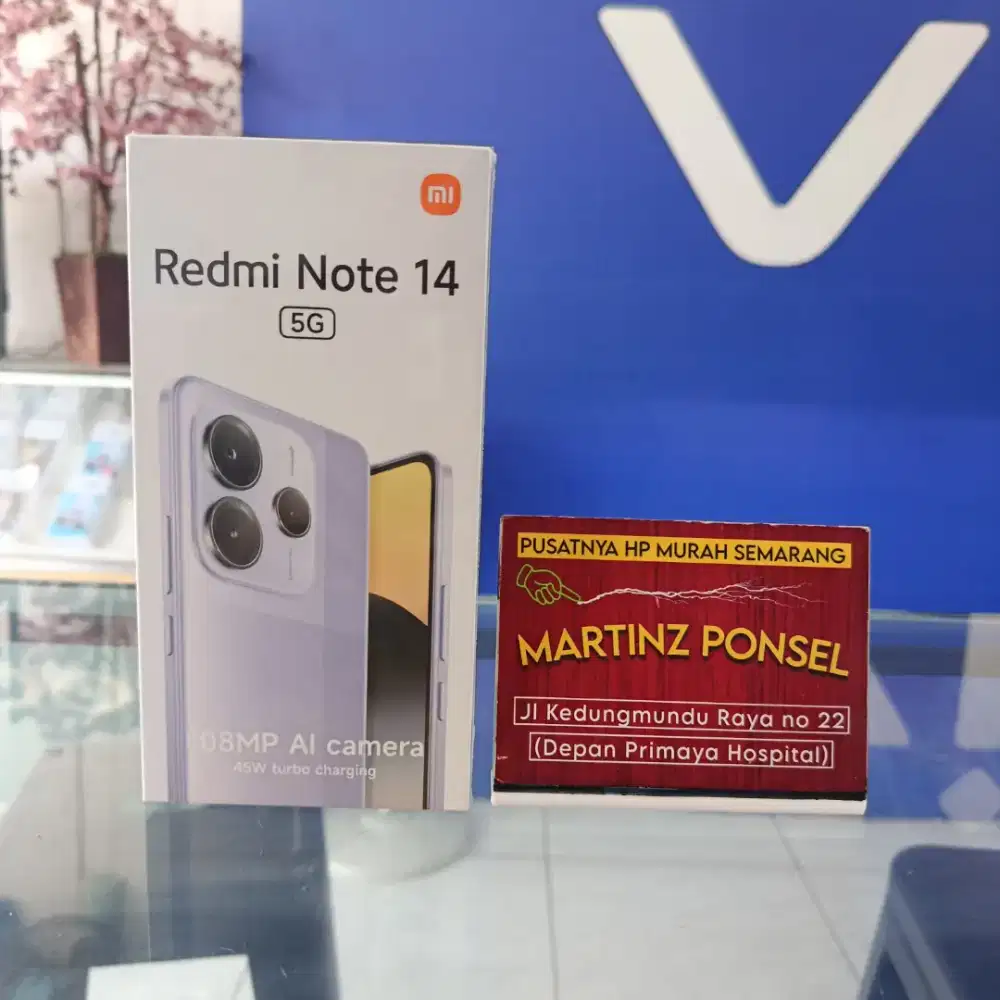 mi
Redmi Note 14
5G
08MP AI camera
45W turbo charging
V
PUSATNYA HP MURAH SEMARANG
MARTINZ PONSEL
Jl Kedungmundu Raya no 22
(Depan Primaya Hospital)